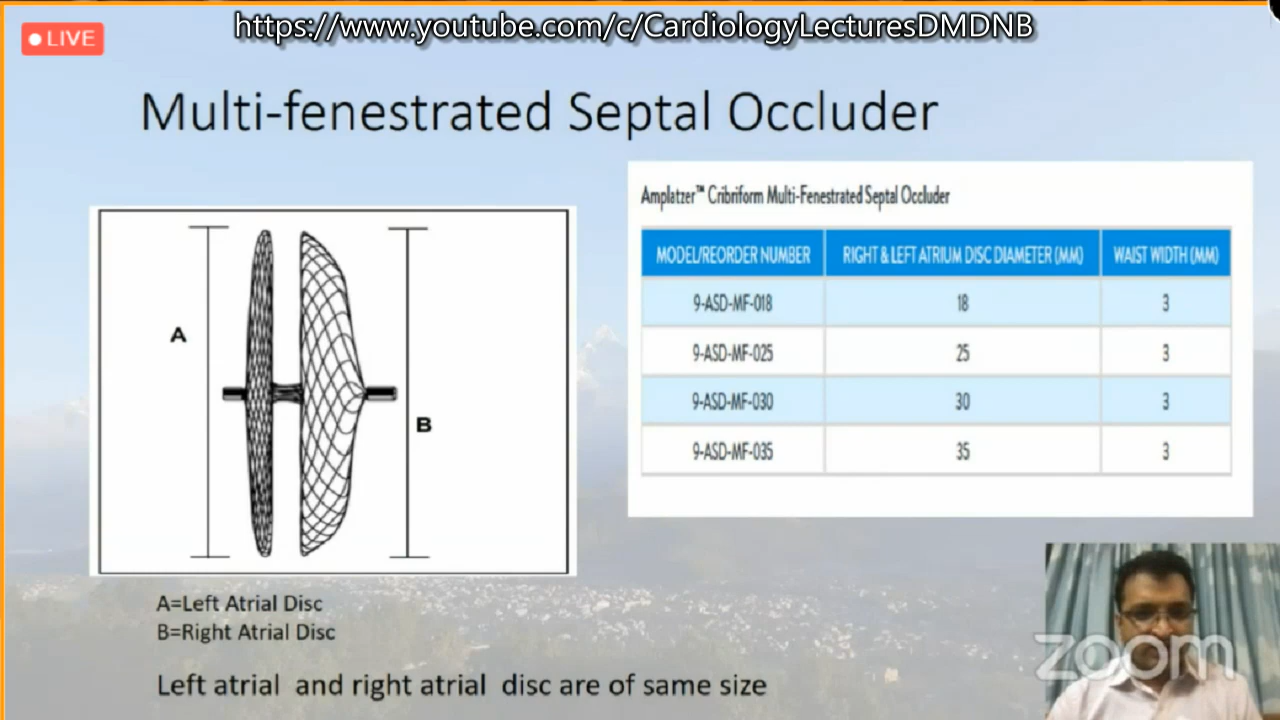 https://www.youtube.com/c/CardiologyLecturesDMDNB
LIVE
Multi-fenestrated Septal Occluder
Amplatzer™ Cribriform Multi-Fenestrated Septal Occluder
MODEL/REORDER NUMBER RIGHT & LEFT ATRIUM DISC DIAMETER (MM) WAIST WIDTH (MM)
9-ASD-MF-018 18 3
9-ASD-MF-025 25 3
9-ASD-MF-030 30 3
9-ASD-MF-035 35 3
A
B
A=Left Atrial Disc
B=Right Atrial Disc
Left atrial and right atrial disc are of same size
zoom